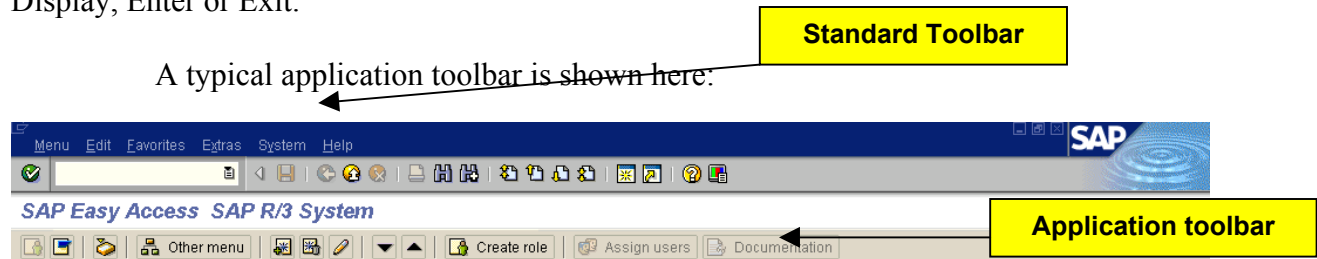 Display, Enter or Exit.
Standard Toolbar
A typical application toolbar is shown here:
Menu Edit Favorites Extras System Help
SAP
SAP Easy Access SAP R/3 System
Application toolbar
Other menu Create role Assign users Documentation